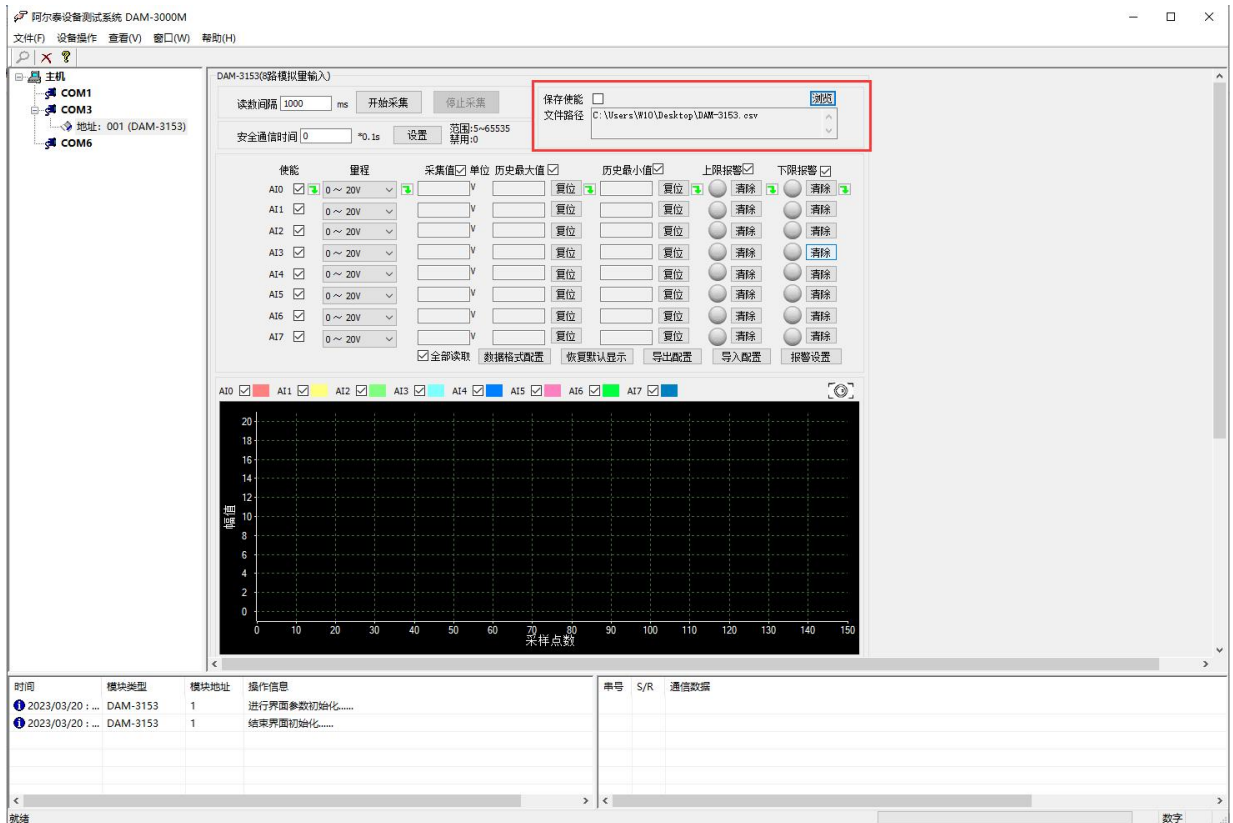 阿尔泰设备测试系统 DAM-3000M
文件(F) 设备操作 查看(V) 窗口(W) 帮助(H)
主机
COM1
COM3
地址: 001 (DAM-3153)
COM6
DAM-3153(8路模拟量输入)
读数间隔 1000 ms 开始采集 停止采集
保存使能 浏览
文件路径 C:\Users\W10\Desktop\DAM-3153.csv
安全通信时间 0 *0.1s 设置 范围:5~65535
禁用:0
使能 量程 采集值 单位 历史最大值 历史最小值 上限报警 下限报警
AI0 0 ~ 20V V 复位 复位 清除 清除
AI1 0 ~ 20V V 复位 复位 清除 清除
AI2 0 ~ 20V V 复位 复位 清除 清除
AI3 0 ~ 20V V 复位 复位 清除 清除
AI4 0 ~ 20V V 复位 复位 清除 清除
AI5 0 ~ 20V V 复位 复位 清除 清除
AI6 0 ~ 20V V 复位 复位 清除 清除
AI7 0 ~ 20V V 复位 复位 清除 清除
全部读取 数据格式配置 恢复默认显示 导出配置 导入配置 报警设置
AI0 AI1 AI2 AI3 AI4 AI5 AI6 AI7
20
18
16
14
12
10
8
6
4
2
0
幅值
0 10 20 30 40 50 60 70 80 90 100 110 120 130 140 150
采样点数
时间 模块类型 模块地址 操作信息
2023/03/20 : ... DAM-3153 1 进行界面参数初始化......
2023/03/20 : ... DAM-3153 1 结束界面初始化......
串号 S/R 通信数据
就绪 数字